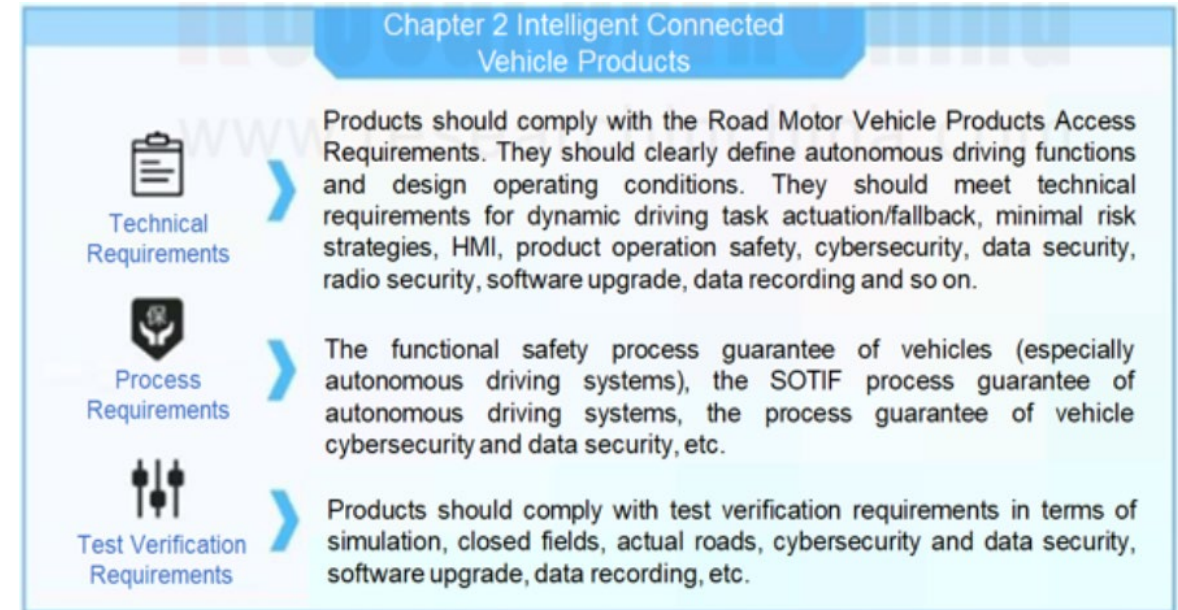 Chapter 2 Intelligent Connected
Vehicle Products
Technical
Requirements
Products should comply with the Road Motor Vehicle Products Access
Requirements. They should clearly define autonomous driving functions
and design operating conditions. They should meet technical
requirements for dynamic driving task actuation/fallback, minimal risk
strategies, HMI, product operation safety, cybersecurity, data security,
radio security, software upgrade, data recording and so on.
保
Process
Requirements
The functional safety process guarantee of vehicles (especially
autonomous driving systems), the SOTIF process guarantee of
autonomous driving systems, the process guarantee of vehicle
cybersecurity and data security, etc.
Test Verification
Requirements
Products should comply with test verification requirements in terms of
simulation, closed fields, actual roads, cybersecurity and data security,
software upgrade, data recording, etc.